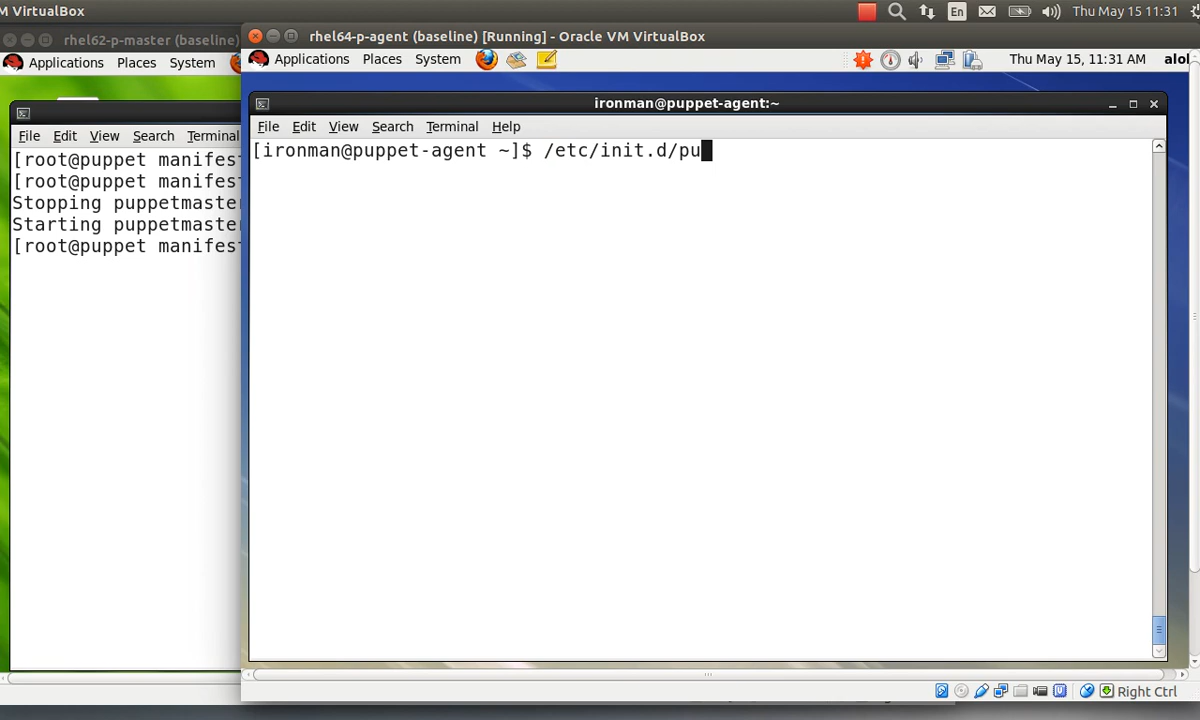 M VirtualBox
En
Thu May 15 11:31
rhel62-p-master (baseline)
Applications Places System
File Edit View Search Terminal
[root@puppet manifest
[root@puppet manifest
Stopping puppetmaster
Starting puppetmaster
[root@puppet manifest
rhel64-p-agent (baseline) [Running] - Oracle VM VirtualBox
Applications Places System
Thu May 15, 11:31 AM alol
ironman@puppet-agent:~
File Edit View Search Terminal Help
[ironman@puppet-agent ~]$ /etc/init.d/pu
Right Ctrl